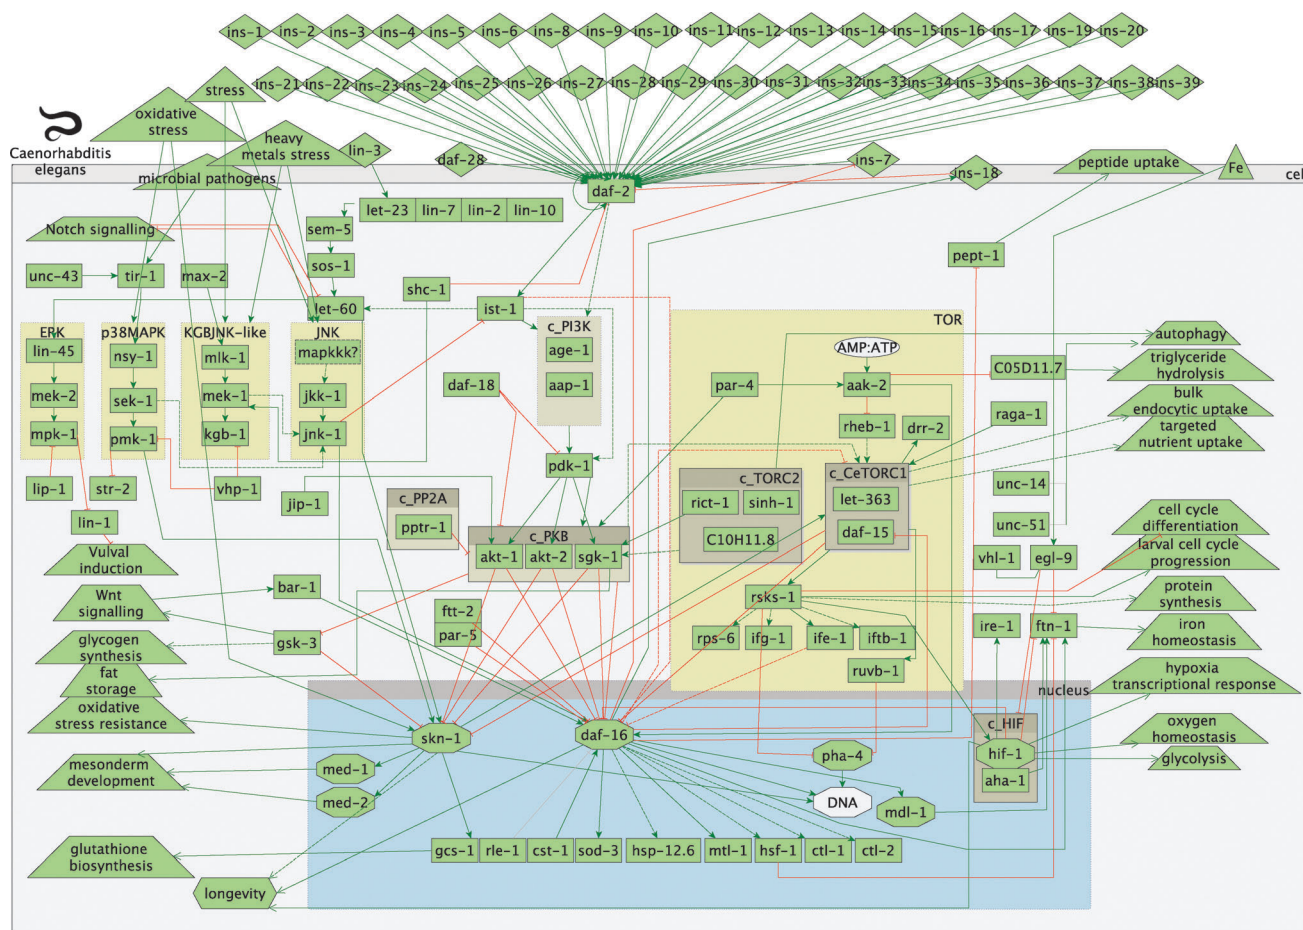 ins-1 ins-2 ins-3 ins-4 ins-5 ins-6 ins-8 ins-9 ins-10 ins-11 ins-12 ins-13 ins-14 ins-15 ins-16 ins-17 ins-19 ins-20
ins-21 ins-22 ins-23 ins-24 ins-25 ins-26 ins-27 ins-28 ins-29 ins-30 ins-31 ins-32 ins-33 ins-34 ins-35 ins-36 ins-37 ins-38 ins-39
stress
oxidative
stress
heavy
metals stress
lin-3
daf-28
ins-7
ins-18
peptide uptake
Fe
Caenorhabditis
elegans
microbial pathogens
cel
daf-2
let-23 lin-7 lin-2 lin-10
Notch signalling
sem-5
pept-1
unc-43
tir-1
max-2
sos-1
shc-1
let-60
ist-1
TOR
autophagy
ERK
p38MAPK
KGBJNK-like
JNK
c_PI3K
AMP:ATP
lin-45
nsy-1
mlk-1
mapkkk?
age-1
C05D11.7
triglyceride
hydrolysis
mek-2
sek-1
mek-1
jkk-1
daf-18
aap-1
par-4
aak-2
bulk
endocytic uptake
raga-1
mpk-1
pmk-1
kgb-1
jnk-1
rheb-1
drr-2
targeted
nutrient uptake
lip-1
str-2
vhp-1
jip-1
pdk-1
c_TORC2
c_CeTORC1
unc-14
c_PP2A
rict-1
sinh-1
let-363
lin-1
pptr-1
c_PKB
C10H11.8
daf-15
unc-51
cell cycle
differentiation
Vulval
induction
akt-1
akt-2
sgk-1
vhl-1
egl-9
larval cell cycle
progression
Wnt
signalling
bar-1
rsks-1
protein
synthesis
ftt-2
par-5
glycogen
synthesis
gsk-3
rps-6
ifg-1
ife-1
iftb-1
ire-1
ftn-1
iron
homeostasis
fat
storage
ruvb-1
hypoxia
transcriptional response
nucleus
oxidative
stress resistance
skn-1
daf-16
c_HIF
oxygen
homeostasis
mesonderm
development
med-1
pha-4
hif-1
glycolysis
aha-1
med-2
DNA
mdl-1
glutathione
biosynthesis
gcs-1
rle-1
cst-1
sod-3
hsp-12.6
mtl-1
hsf-1
ctl-1
ctl-2
longevity